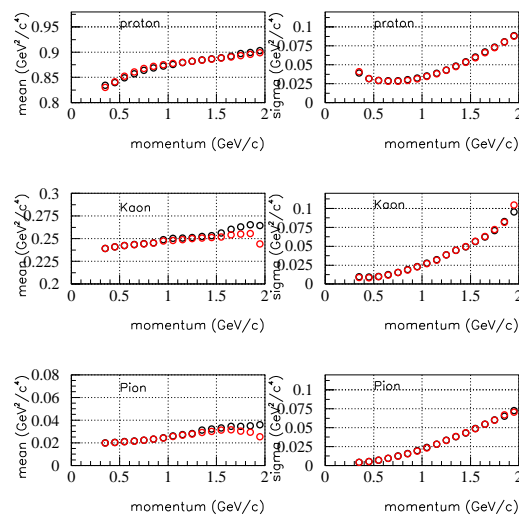 proton
mean (GeV²/c⁴)
0.95
0.9
0.85
0.8
0 0.5 1 1.5 2
momentum (GeV/c)
proton
sigma (GeV²/c⁴)
0.1
0.075
0.05
0.025
0
0 0.5 1 1.5 2
momentum (GeV/c)
Kaon
mean (GeV²/c⁴)
0.3
0.275
0.25
0.225
0.2
0 0.5 1 1.5 2
momentum (GeV/c)
Kaon
sigma (GeV²/c⁴)
0.1
0.075
0.05
0.025
0
0 0.5 1 1.5 2
momentum (GeV/c)
Pion
mean (GeV²/c⁴)
0.08
0.06
0.04
0.02
0
0 0.5 1 1.5 2
momentum (GeV/c)
Pion
sigma (GeV²/c⁴)
0.1
0.075
0.05
0.025
0
0 0.5 1 1.5 2
momentum (GeV/c)